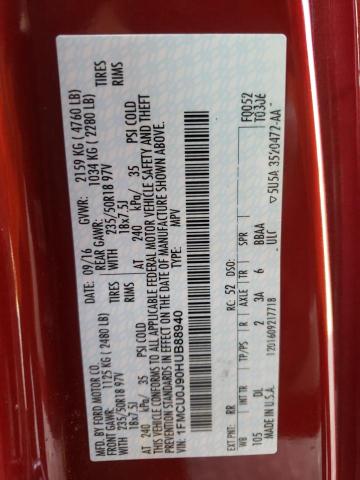 MFD. BY FORD MOTOR CO.
DATE: 09/16 GVWR: 2159 KG ( 4760 LB)
FRONT GAWR: 1125 KG (2480 LB) REAR GAWR: 1034 KG ( 2280 LB)
WITH 235/50R18 97V TIRES WITH 235/50R18 97V TIRES
18x7.5J RIMS 18x7.5J RIMS
AT 240 kPa/ 35 PSI COLD AT 240 kPa/ 35 PSI COLD
THIS VEHICLE CONFORMS TO ALL APPLICABLE FEDERAL MOTOR VEHICLE SAFETY AND THEFT
PREVENTION STANDARDS IN EFFECT ON THE DATE OF MANUFACTURE SHOWN ABOVE.
VIN: 1FMCU0J90HUB88940
TYPE: MPV
F0052
T0306
EXT PNT: RR RC: 52 DSO:
WB INT TR TP/PS R AXLE TR SPR
105 DL 2 3A 6 BBAA
1201609217718 ULC
MADE IN U.S.A. ▽5U5A 3520472-AA